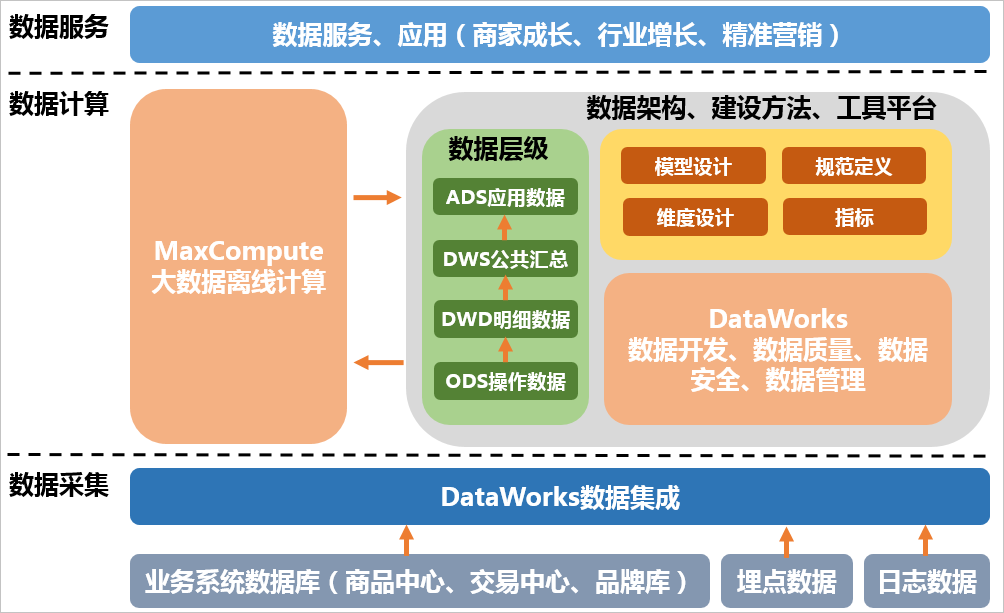 数据服务
数据服务、应用（商家成长、行业增长、精准营销）
数据计算
MaxCompute
大数据离线计算
数据架构、建设方法、工具平台
数据层级
ADS应用数据
DWS公共汇总
DWD明细数据
ODS操作数据
模型设计
规范定义
维度设计
指标
DataWorks
数据开发、数据质量、数据
安全、数据管理
数据采集
DataWorks数据集成
业务系统数据库（商品中心、交易中心、品牌库）
埋点数据
日志数据